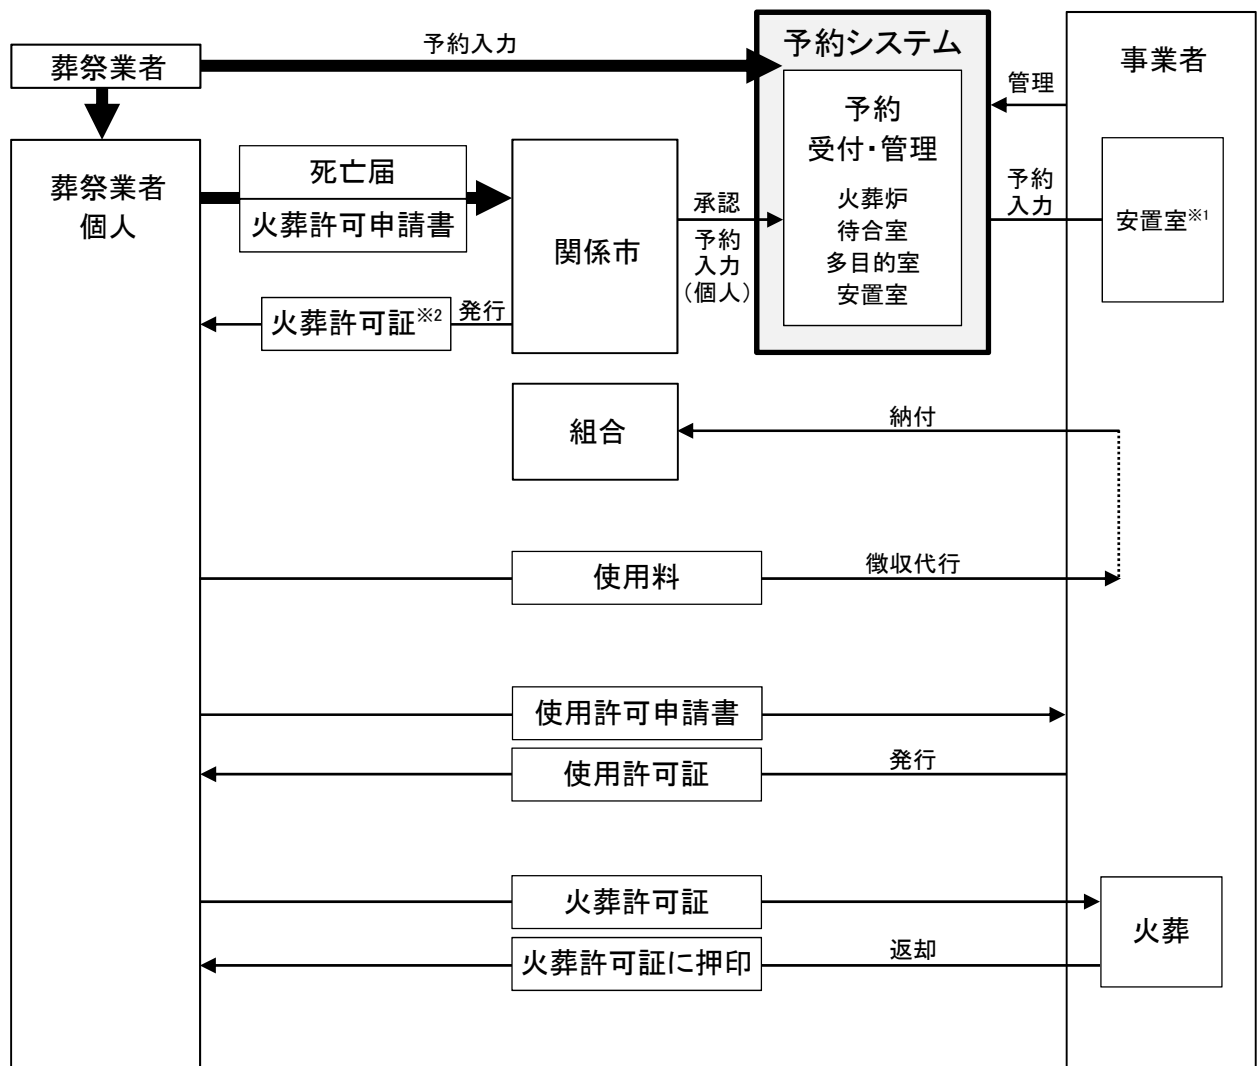 葬祭業者
予約入力
予約システム
事業者
予約
受付・管理
火葬炉
待合室
多目的室
安置室
管理
予約
入力
安置室※1
葬祭業者
個人
死亡届
火葬許可申請書
関係市
承認
予約
入力
(個人)
火葬許可証※2
発行
組合
納付
使用料
徴収代行
使用許可申請書
使用許可証
発行
火葬許可証
火葬
火葬許可証に押印
返却